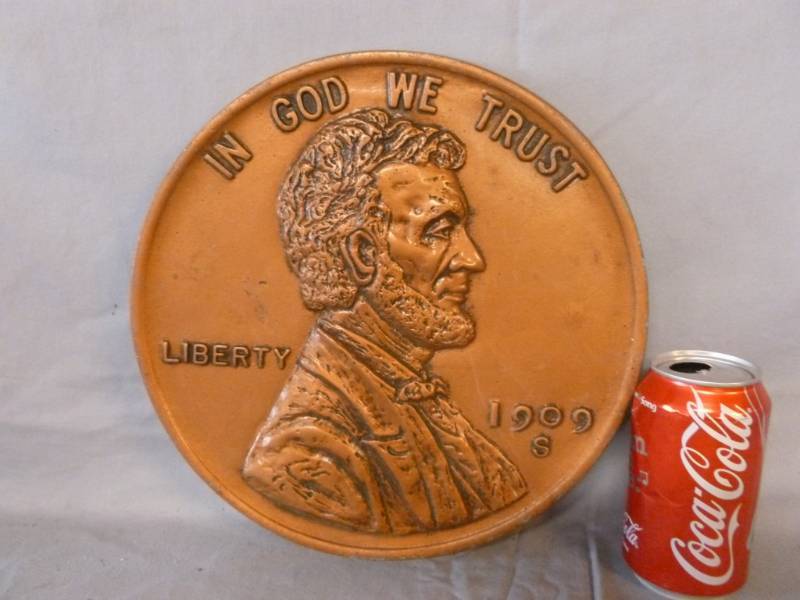 IN GOD WE TRUST
LIBERTY
1909
S
Coca-Cola